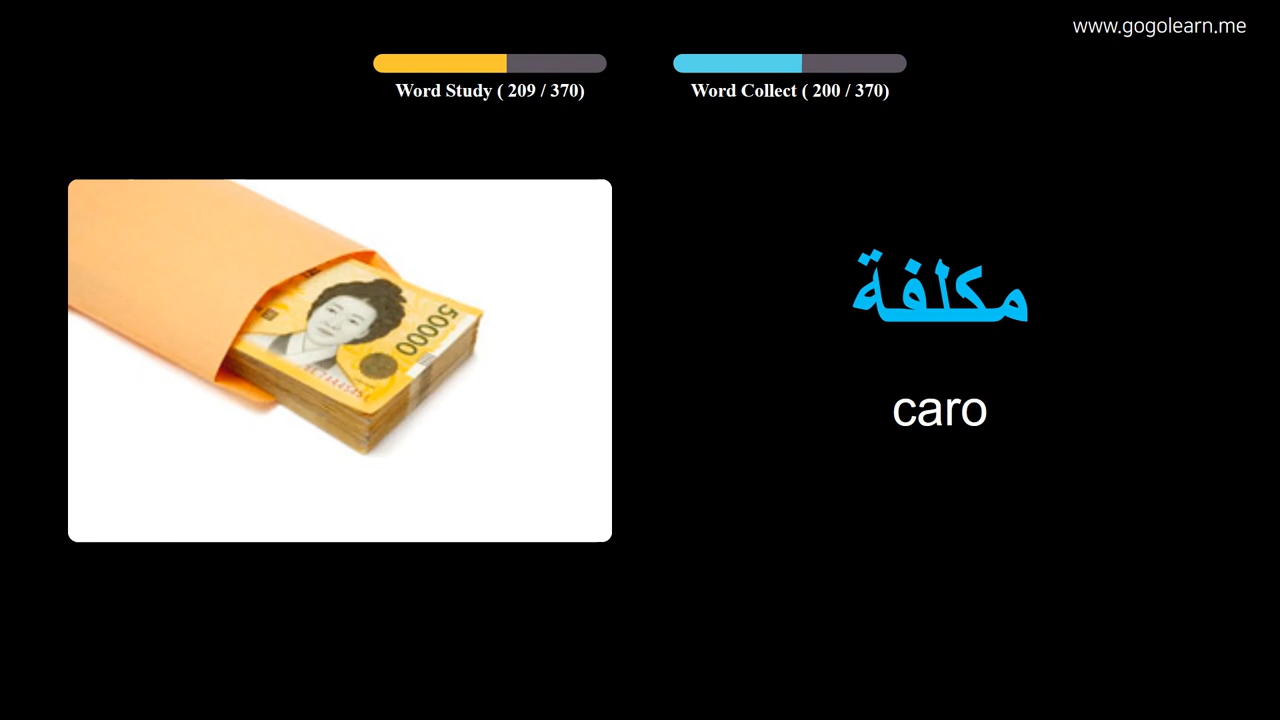 www.gogolearn.me
Word Study ( 209 / 370)
Word Collect ( 200 / 370)
50000
مكلفة
caro